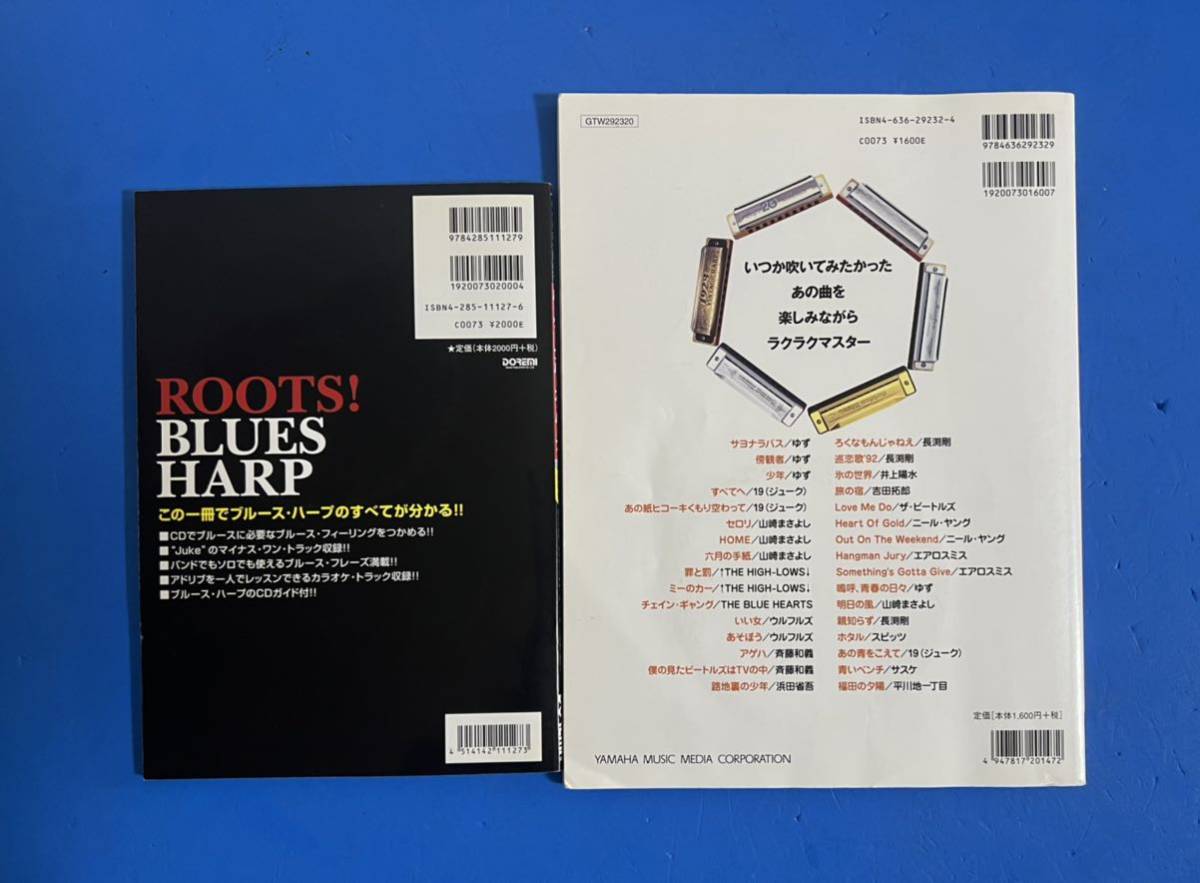 9784285111279
1920073020004
ISBN4-285-11127-6
C0073 ¥2000E
★定価(本体2000円+税)
DOREMI
ROOTS!
BLUES
HARP
この一冊でブルース・ハープのすべてが分かる!!
■CDでブルースに必要なブルース・フィーリングをつかめる!!
■"Juke"のマイナス・ワン・トラック収録!!
■バンドでもソロでも使えるブルース・フレーズ満載!!
■アドリブを一人でレッスンできるカラオケ・トラック収録!!
■ブルース・ハープのCDガイド付!!
4 514142 111273
GTW292320
ISBN4-636-29232-4
C0073 ¥1600E
9784636292329
1920073016007
いつか吹いてみたかった
あの曲を
楽しみながら
ラクラクマスター
サヨナラバス/ゆず
傍観者/ゆず
少年/ゆず
すべてへ/19(ジューク)
あの紙ヒコーキくもり空わって/19(ジューク)
セロリ/山崎まさよし
HOME/山崎まさよし
六月の手紙/山崎まさよし
罪と罰/↑THE HIGH-LOWS↓
ミーのカー/↑THE HIGH-LOWS↓
チェイン・ギャング/THE BLUE HEARTS
いい女/ウルフルズ
あそぼう/ウルフルズ
アゲハ/斉藤和義
僕の見たビートルズはTVの中/斉藤和義
路地裏の少年/浜田省吾
ろくなもんじゃねえ/長渕剛
巡恋歌'92/長渕剛
氷の世界/井上陽水
旅の宿/吉田拓郎
Love Me Do/ザ・ビートルズ
Heart Of Gold/ニール・ヤング
Out On The Weekend/ニール・ヤング
Hangman Jury/エアロスミス
Something's Gotta Give/エアロスミス
嗚呼、青春の日々/ゆず
明日の風/山崎まさよし
親知らず/長渕剛
ホタル/スピッツ
あの青をこえて/19(ジューク)
青いベンチ/サスケ
福田の夕陽/平川地一丁目
定価[本体1,600円+税]
YAMAHA MUSIC MEDIA CORPORATION
4 947817 201472